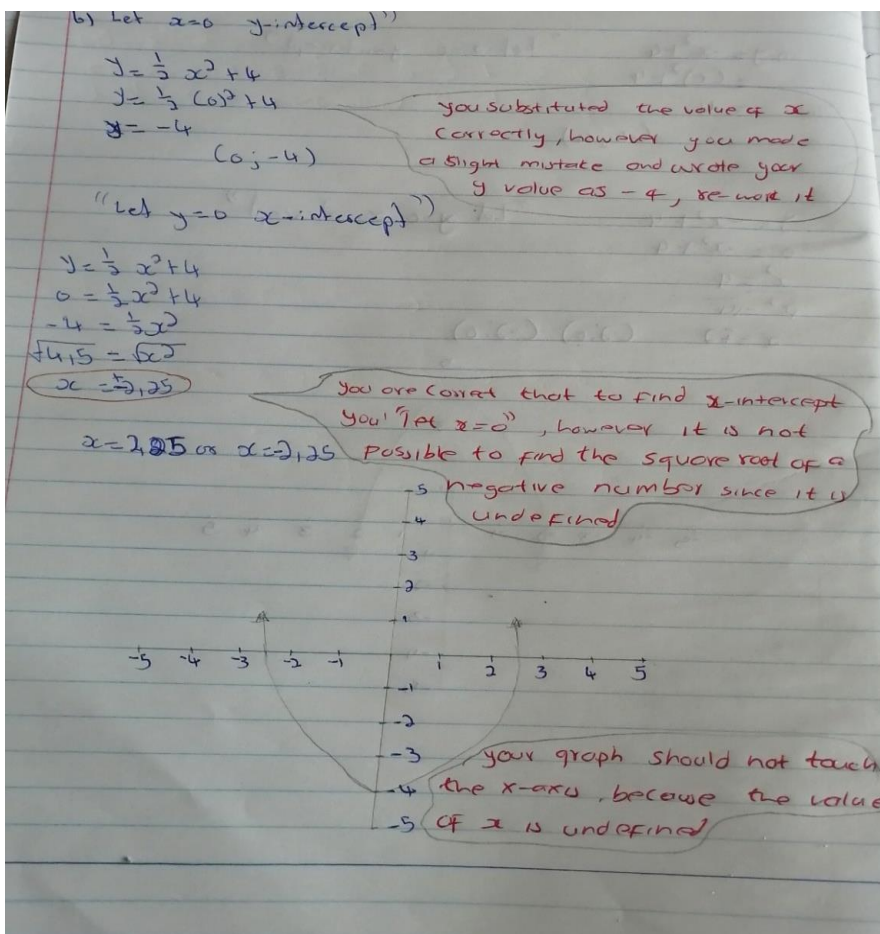 b) Let x=0 y-intercept"
y = 1/2 x² + 4
y = 1/2 (0)² + 4
y = -4
(0 ; -4)
you substituted the value of x
correctly, however you made
a slight mistake and wrote your
y value as -4, re-work it
"Let y=0 x-intercept"
y = 1/2 x² + 4
0 = 1/2 x² + 4
-4 = 1/2 x²
√4,5 = √x²
x = ±2,25
x = 2,25 or x = -2,25
you are corret that to find x-intercept
you "let x=0", however it is not
possible to find the square root of a
negative number since it is
undefined
5
4
3
2
1
-5 -4 -3 -2 -1 1 2 3 4 5
-1
-2
-3
-4
-5
your graph should not touch
the x-axis, because the value
of x is undefined